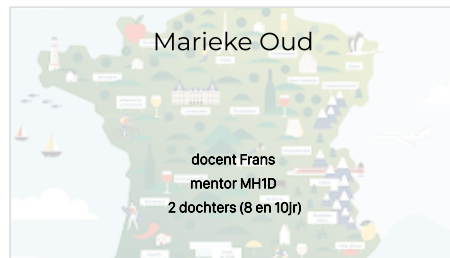 Marieke Oud
docent Frans
mentor MH1D
2 dochters (8 en 10jr)